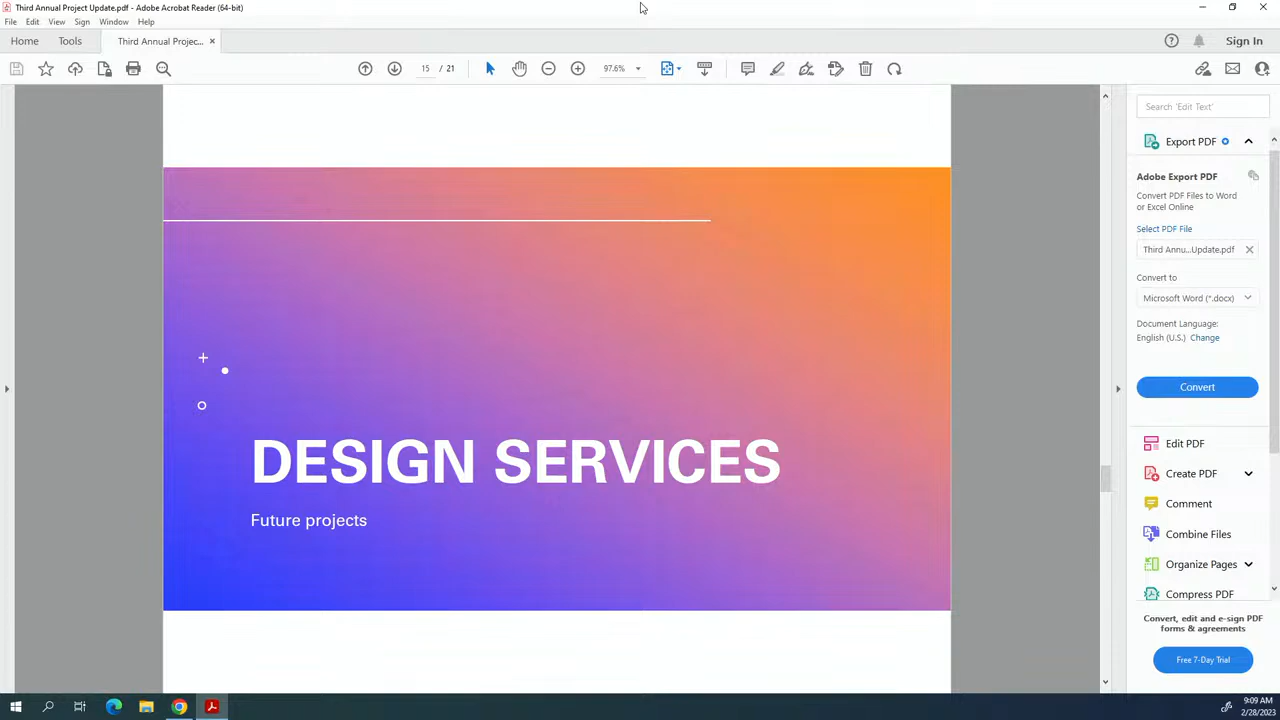 Third Annual Project Update.pdf - Adobe Acrobat Reader (64-bit)
File Edit View Sign Window Help
Home Tools Third Annual Projec... × Sign In
15 / 21 97.6%
Search 'Edit Text'
Export PDF
Adobe Export PDF
Convert PDF Files to Word
or Excel Online
Select PDF File
Third Annu...Update.pdf
Convert to
Microsoft Word (*.docx)
Document Language:
English (U.S.) Change
Convert
DESIGN SERVICES
Future projects
Edit PDF
Create PDF
Comment
Combine Files
Organize Pages
Compress PDF
Convert, edit and e-sign PDF
forms & agreements
Free 7-Day Trial
9:09 AM
2/28/2023